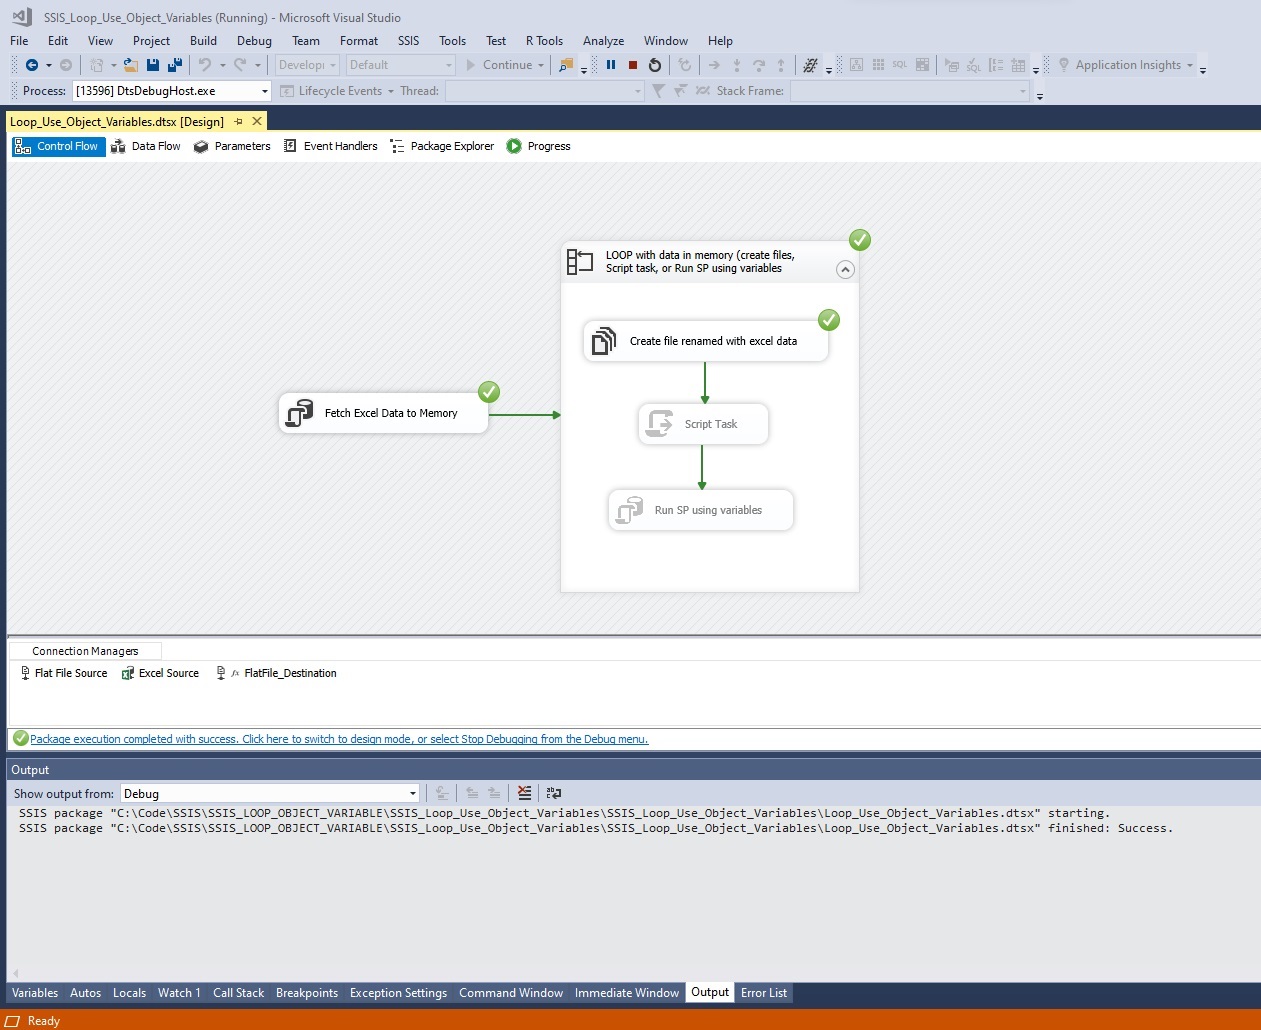 SSIS_Loop_Use_Object_Variables (Running) - Microsoft Visual Studio
File Edit View Project Build Debug Team Format SSIS Tools Test R Tools Analyze Window Help
Develop Default Continue SQL SQL Application Insights
Process: [13596] DtsDebugHost.exe Lifecycle Events Thread: Stack Frame:
Loop_Use_Object_Variables.dtsx [Design]
Control Flow Data Flow Parameters Event Handlers Package Explorer Progress
LOOP with data in memory (create files,
Script task, or Run SP using variables
Create file renamed with excel data
Fetch Excel Data to Memory
Script Task
Run SP using variables
Connection Managers
Flat File Source Excel Source fx FlatFile_Destination
Package execution completed with success. Click here to switch to design mode, or select Stop Debugging from the Debug menu.
Output
Show output from: Debug
SSIS package "C:\Code\SSIS\SSIS_LOOP_OBJECT_VARIABLE\SSIS_Loop_Use_Object_Variables\SSIS_Loop_Use_Object_Variables\Loop_Use_Object_Variables.dtsx" starting.
SSIS package "C:\Code\SSIS\SSIS_LOOP_OBJECT_VARIABLE\SSIS_Loop_Use_Object_Variables\SSIS_Loop_Use_Object_Variables\Loop_Use_Object_Variables.dtsx" finished: Success.
Variables Autos Locals Watch 1 Call Stack Breakpoints Exception Settings Command Window Immediate Window Output Error List
Ready